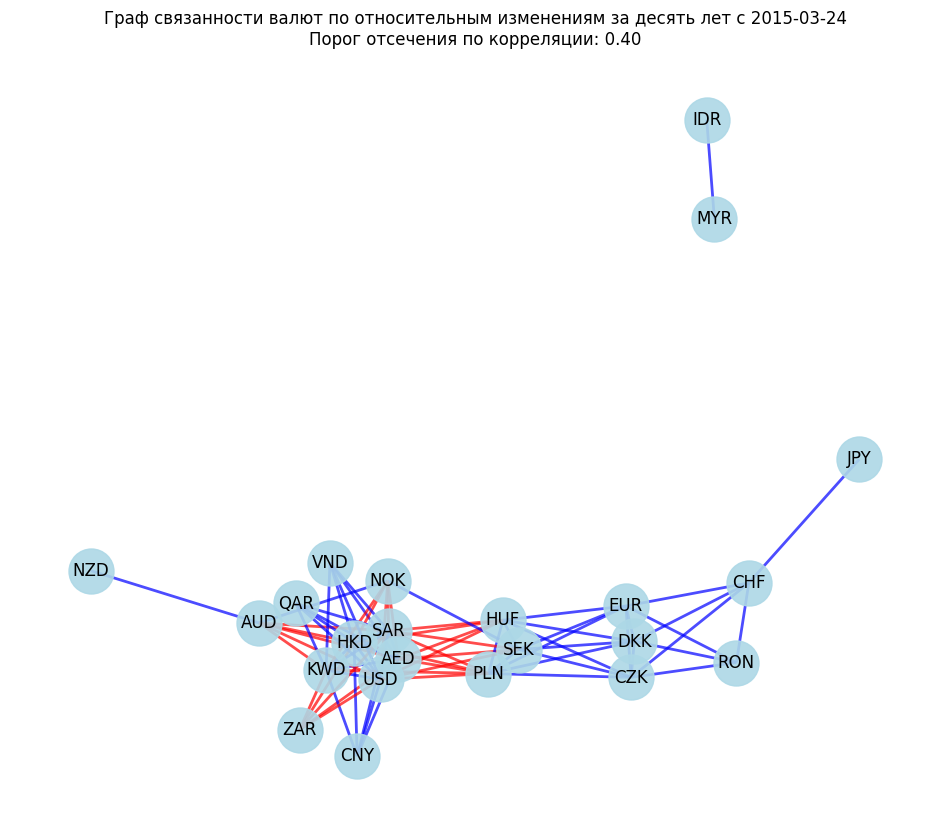 Граф связанности валют по относительным изменениям за десять лет с 2015-03-24
Порог отсечения по корреляции: 0.40
IDR
MYR
JPY
NZD
VND
NOK
CHF
QAR
EUR
AUD
HUF
SAR
HKD
DKK
SEK
AED
RON
KWD
PLN
USD
CZK
ZAR
CNY